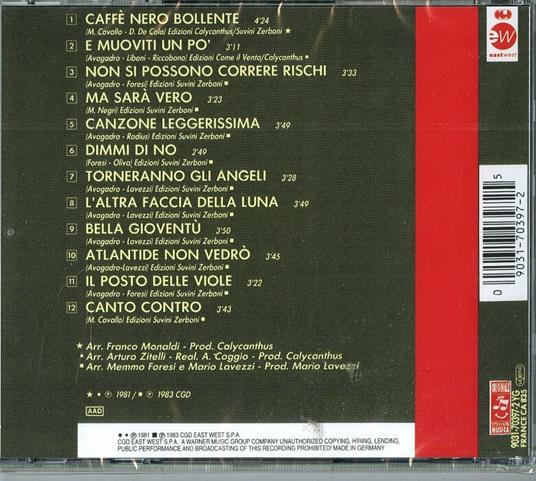 1 CAFFÈ NERO BOLLENTE 4'24
(M. Cavallo - D. De Cola) Edizioni Calycanthus/Suvini Zerboni ★
2 E MUOVITI UN PO' 3'11
(Avogadro - Liboni - Riccobono) Edizioni Come il Vento/Calycanthus
3 NON SI POSSONO CORRERE RISCHI 3'33
(Avogadro - Foresi) Edizioni Suvini Zerboni ■
4 MA SARÀ VERO 3'23
(M. Negri) Edizioni Suvini Zerboni ■
5 CANZONE LEGGERISSIMA 3'49
(Avogadro - Radius) Edizioni Suvini Zerboni ■
6 DIMMI DI NO 2'49
(Foresi - Oliva) Edizioni Suvini Zerboni ■
7 TORNERANNO GLI ANGELI 3'28
(Avogadro - Lavezzi) Edizioni Suvini Zerboni ■
8 L'ALTRA FACCIA DELLA LUNA 3'49
(Avogadro - Lavezzi) Edizioni Suvini Zerboni ■
9 BELLA GIOVENTÙ 3'50
(Avogadro - Lavezzi) Edizioni Suvini Zerboni ■
10 ATLANTIDE NON VEDRÒ 3'45
(Avogadro-Lavezzi) Edizioni Suvini Zerboni ■
11 IL POSTO DELLE VIOLE 3'22
(Avogadro - Foresi) Edizioni Suvini Zerboni ■
12 CANTO CONTRO 3'43
(M. Cavallo) Edizioni Suvini Zerboni ■
★ Arr. Franco Monaldi - Prod. Calycanthus
• Arr. Arturo Zitelli - Real. A. Coggio - Prod. Calycanthus
■ Arr. Memmo Foresi e Mario Lavezzi - Prod. Mario Lavezzi
★ • ℗ 1981 / ■ ℗ 1983 CGD
AAD
★ • ℗ 1981 ■ ℗ 1983 CGD EAST WEST S.P.A.
CGD EAST WEST S.P.A. A WARNER MUSIC GROUP COMPANY UNAUTHORIZED COPYING, HIRING, LENDING,
PUBLIC PERFORMANCE AND BROADCASTING OF THIS RECORDING PROHIBITED! MADE IN GERMANY
ew
eastwest
0 09031-70397-2 5
MUSICA
9031-70397-2 YG
FRANCE CA 835